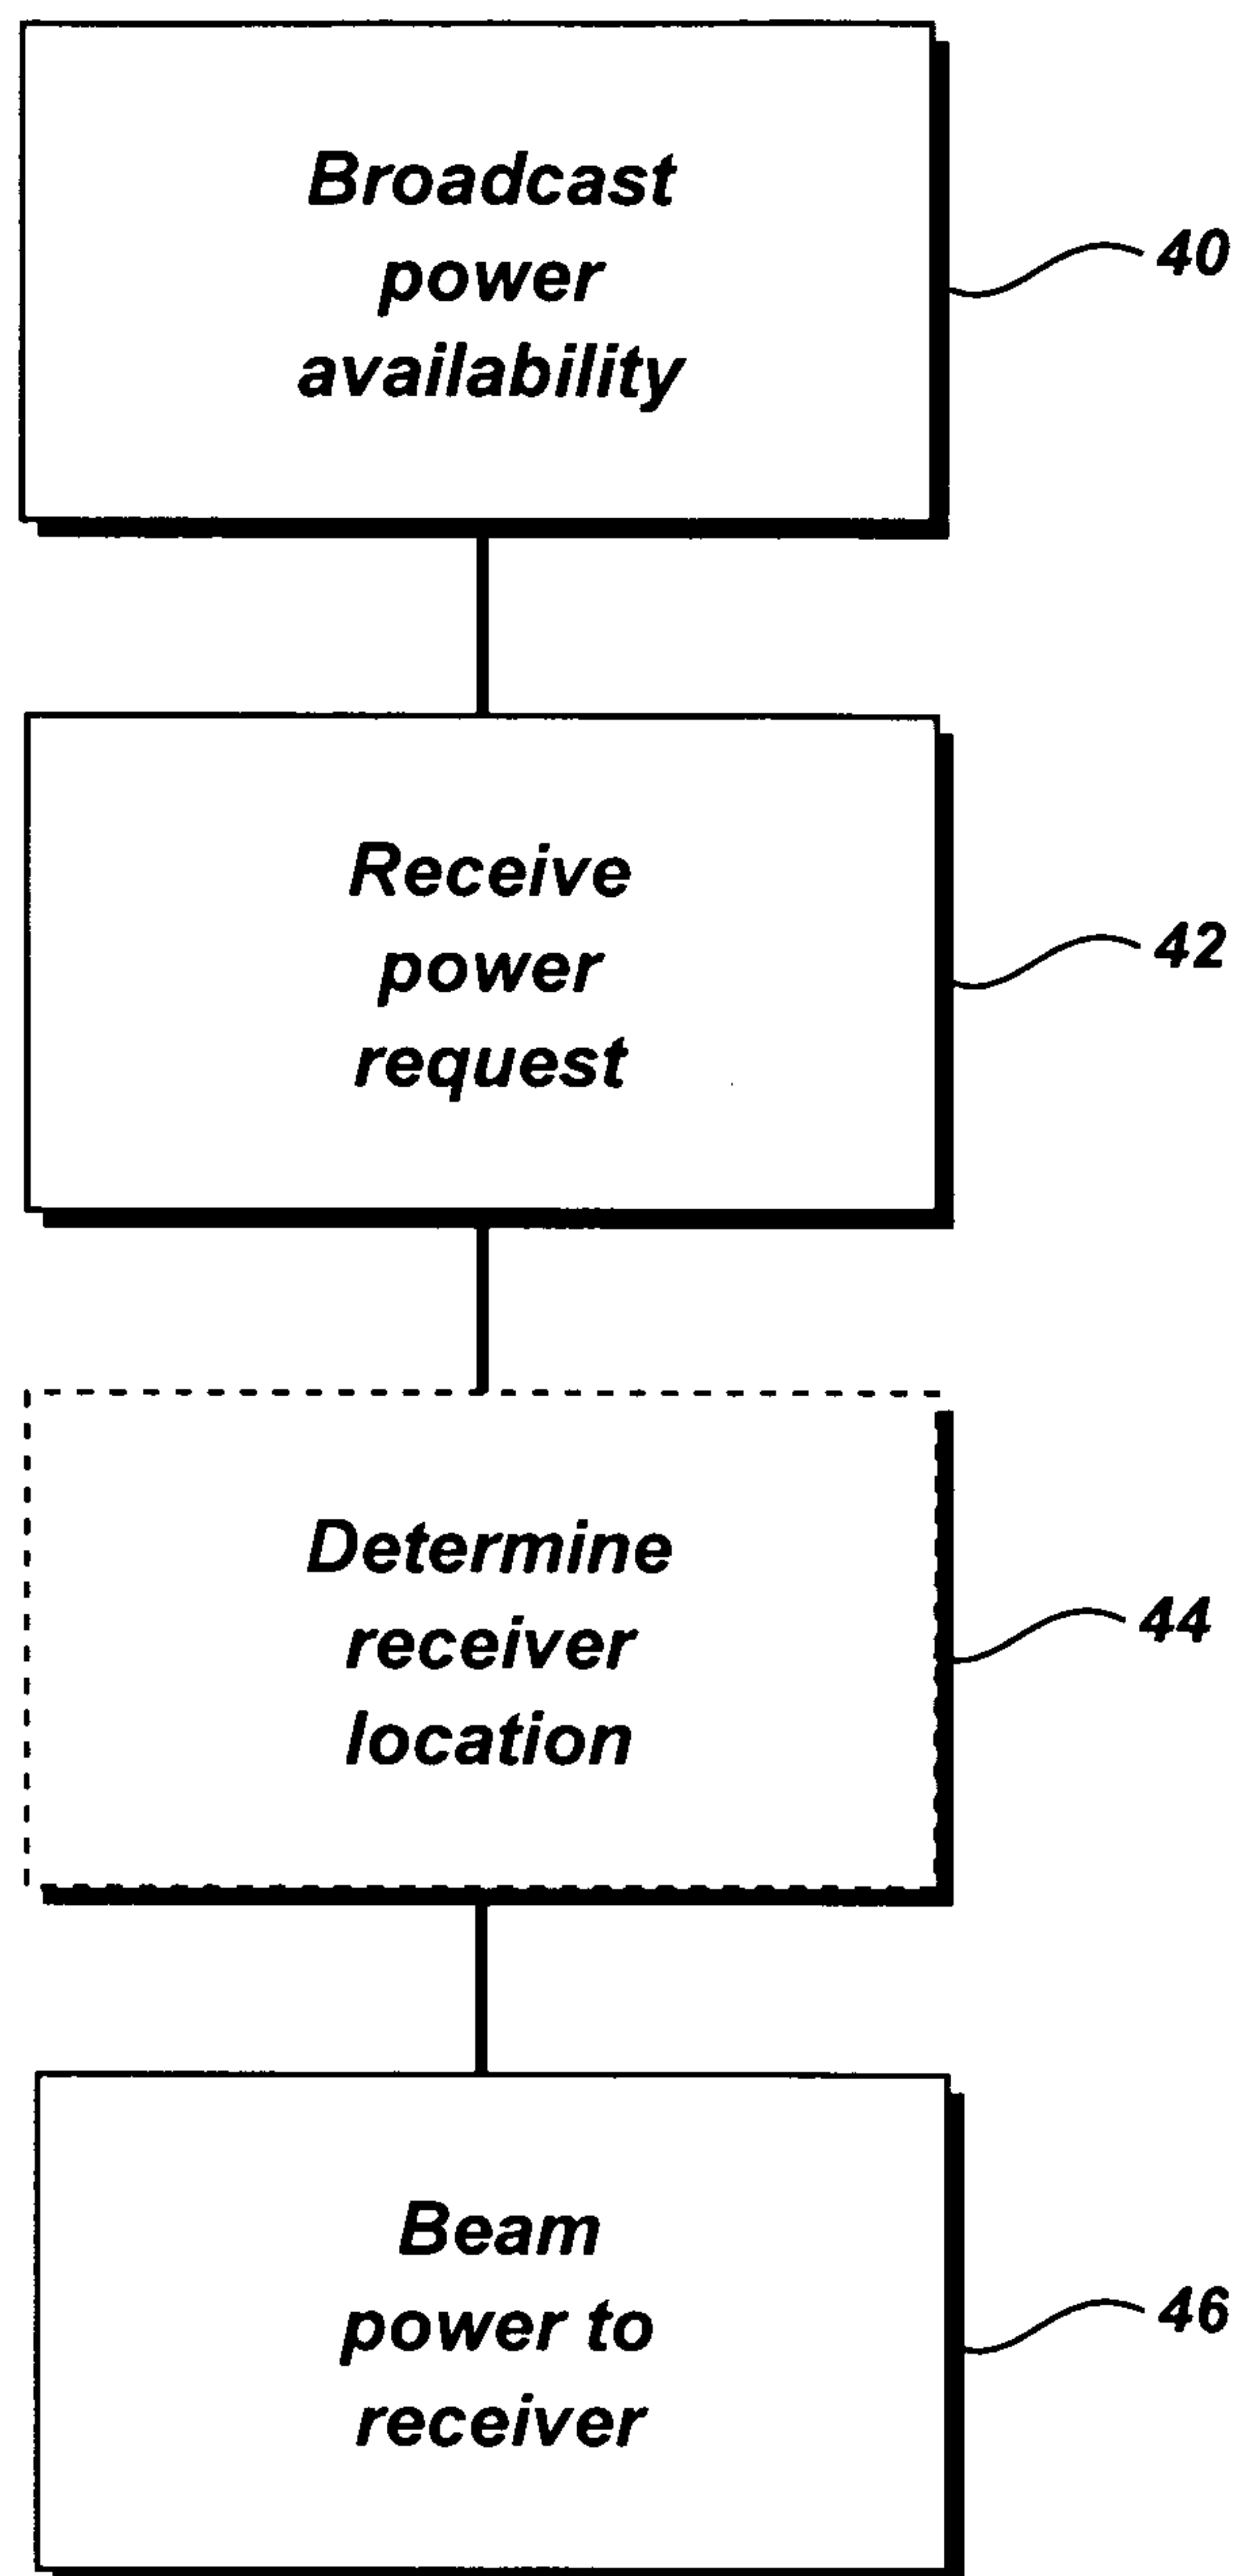 Broadcast
power
availability
40
Receive
power
request
42
Determine
receiver
location
44
Beam
power to
receiver
46